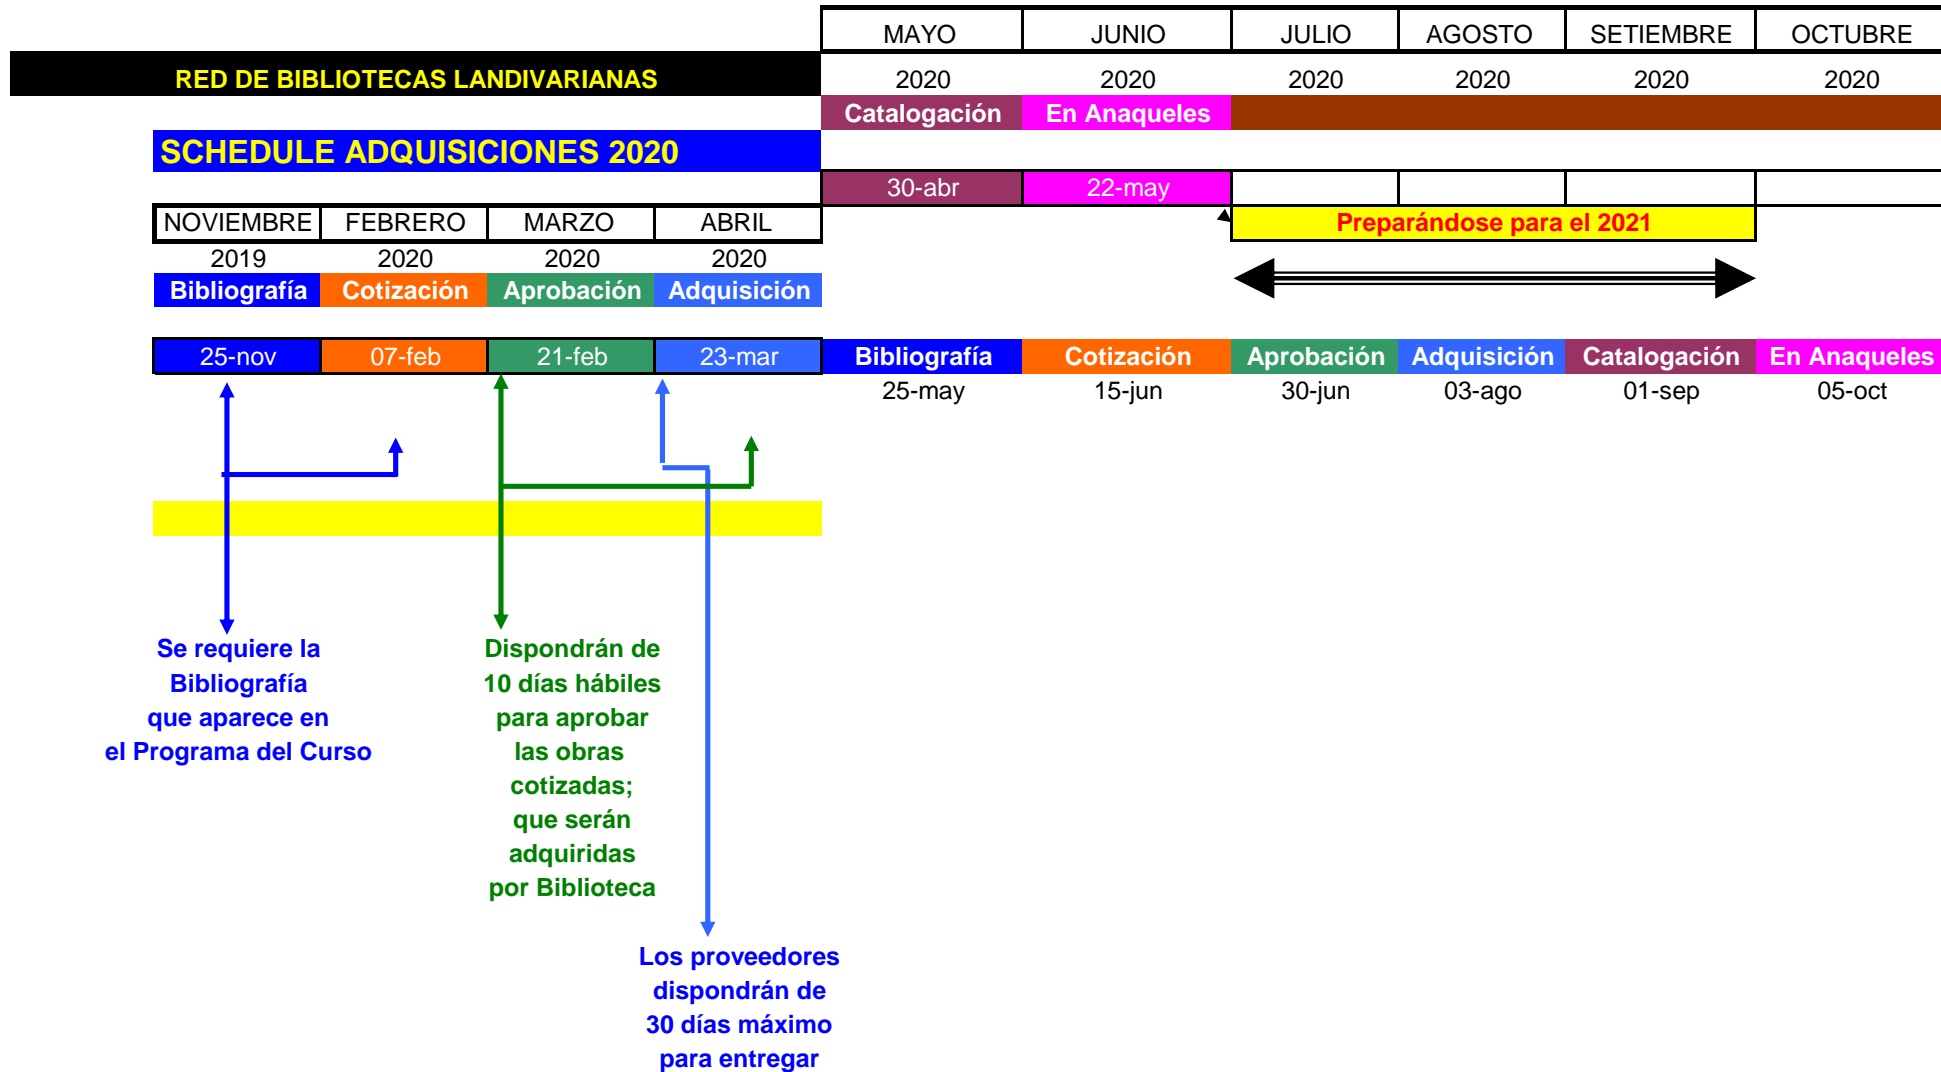 MAYO JUNIO JULIO AGOSTO SETIEMBRE OCTUBRE
RED DE BIBLIOTECAS LANDIVARIANAS 2020 2020 2020 2020 2020 2020
Catalogación En Anaqueles
SCHEDULE ADQUISICIONES 2020
30-abr 22-may
NOVIEMBRE FEBRERO MARZO ABRIL Preparándose para el 2021
2019 2020 2020 2020
Bibliografía Cotización Aprobación Adquisición
25-nov 07-feb 21-feb 23-mar Bibliografía Cotización Aprobación Adquisición Catalogación En Anaqueles
25-may 15-jun 30-jun 03-ago 01-sep 05-oct
Se requiere la
Bibliografía
que aparece en
el Programa del Curso
Dispondrán de
10 días hábiles
para aprobar
las obras
cotizadas;
que serán
adquiridas
por Biblioteca
Los proveedores
dispondrán de
30 días máximo
para entregar